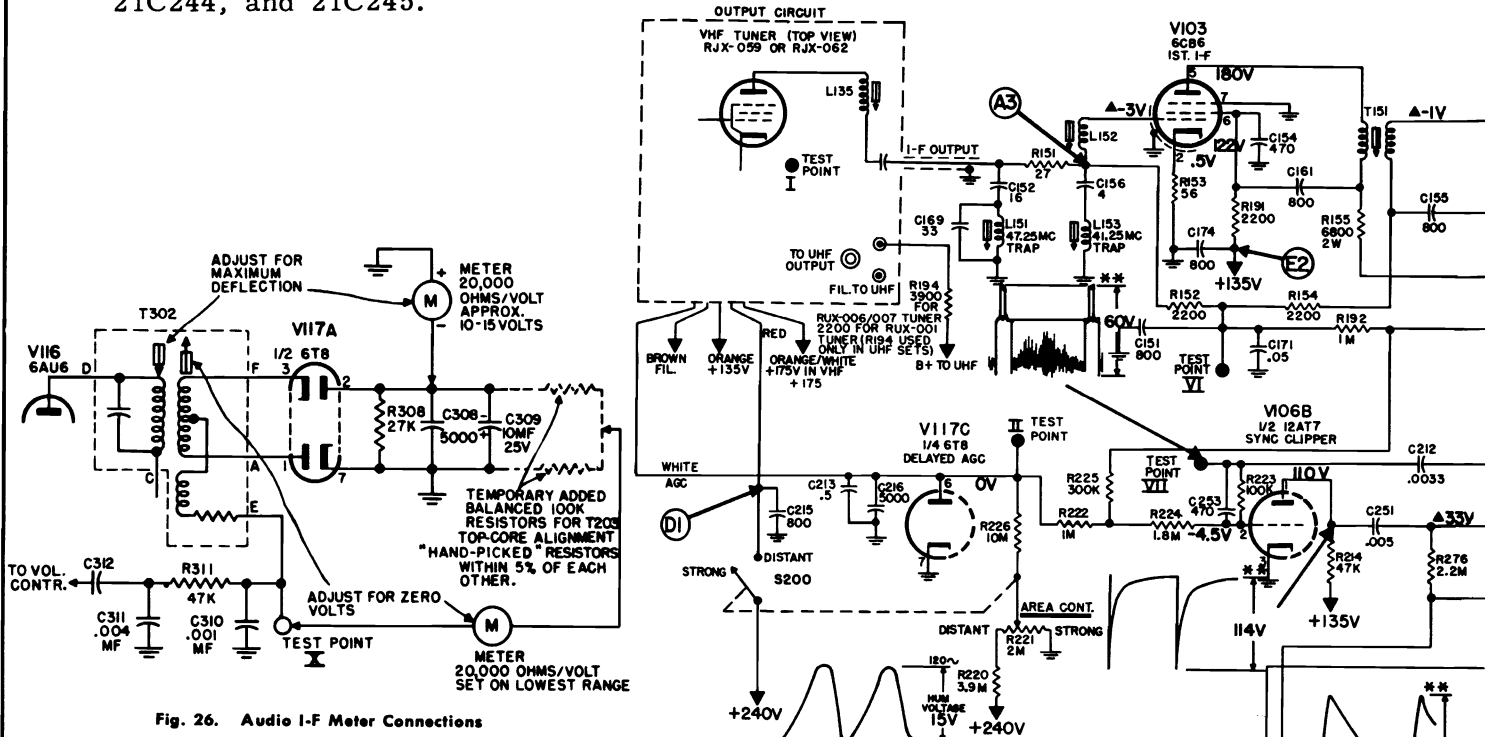 21C244, and 21C245.
OUTPUT CIRCUIT
VHF TUNER (TOP VIEW)
RJX-059 OR RJX-062
L135
TEST
POINT
I
I-F OUTPUT
TO UHF
OUTPUT
FIL. TO UHF
C169
33
C152
16
L151
47.25MC
TRAP
R151
27
A3
L152
C156
4
L153
41.25MC
TRAP
V103
6CB6
1ST. I-F
5
180V
▲-3V
1
7
6
122V
2
.5V
R153
56
C154
470
C174
800
R191
2200
E2
+135V
C161
800
T151
▲-1V
R155
6800
2W
C155
800
R152
2200
R154
2200
R192
1M
C171
.05
TEST
POINT
VI
**
60V
C151
800
R194
3900
FOR
RUX-006/007 TUNER
2200 FOR RUX-001
TUNER (R194 USED
ONLY IN UHF SETS)
B+ TO UHF
BROWN
FIL.
ORANGE
+135V
RED
ORANGE/WHITE
+175V IN VHF
+175
WHITE
AGC
D1
C215
800
DISTANT
STRONG
S200
+240V
C213
.5
C216
5000
V117C
1/4 6T8
DELAYED AGC
6
0V
7
II
TEST
POINT
R226
10M
R222
1M
R225
300K
R224
1.8M
TEST
POINT
VII
C253
470
R223
100K
-4.5V
V106B
1/2 12AT7
SYNC CLIPPER
110V
1
2
3
C212
.0033
C251
.005
▲33V
R214
47K
+135V
R276
2.2M
AREA CONT.
DISTANT
STRONG
R221
2M
R220
3.9M
+240V
120~
HUM
VOLTAGE
15V
**
114V
**
ADJUST FOR
MAXIMUM
DEFLECTION
METER
20,000
OHMS/VOLT
APPROX.
10-15 VOLTS
+
M
-
T302
V116
6AU6
D
F
C
A
E
V117A
1/2 6T8
3
2
1
7
R308
27K
C308
5000
-
+
C309
10MF
25V
TEMPORARY ADDED
BALANCED 100K
RESISTORS FOR T203
TOP-CORE ALIGNMENT
"HAND-PICKED" RESISTORS
WITHIN 5% OF EACH
OTHER.
TO VOL.
CONTR.
C312
R311
47K
C311
.004
MF
C310
.001
MF
ADJUST FOR ZERO
VOLTS
TEST POINT
X
M
METER
20,000 OHMS/VOLT
SET ON LOWEST RANGE
Fig. 26. Audio I-F Meter Connections